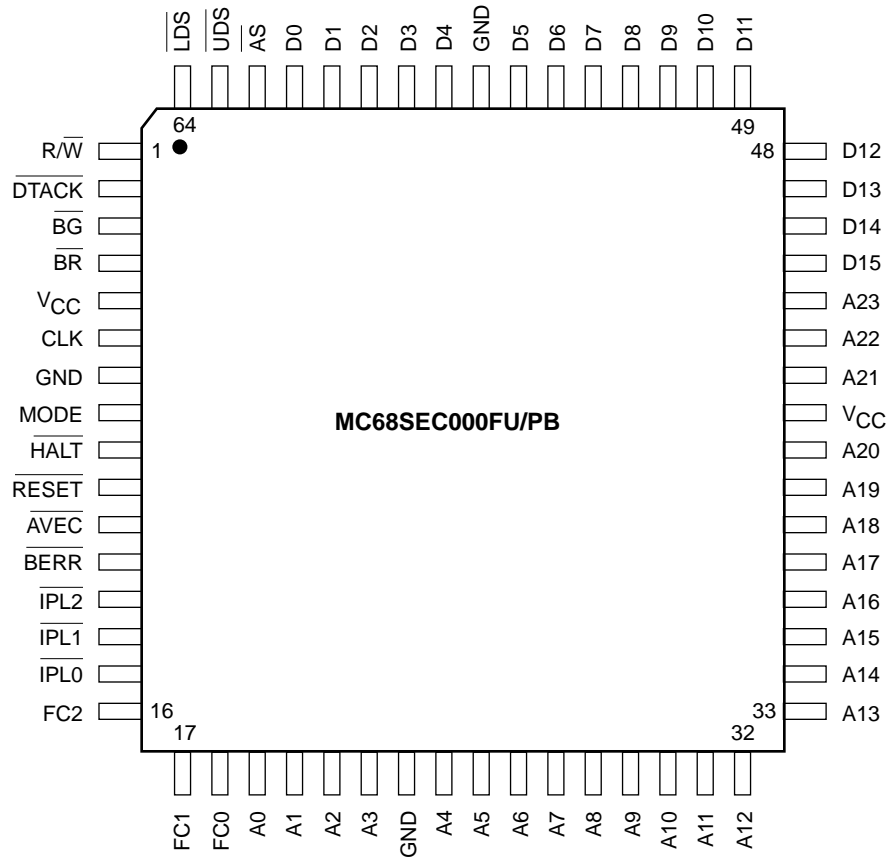 LDS UDS AS D0 D1 D2 D3 D4 GND D5 D6 D7 D8 D9 D10 D11
64 49
R/W 1 48 D12
DTACK D13
BG D14
BR D15
VCC A23
CLK A22
GND A21
MODE VCC
MC68SEC000FU/PB
HALT A20
RESET A19
AVEC A18
BERR A17
IPL2 A16
IPL1 A15
IPL0 A14
FC2 16 33 A13
17 32
FC1 FC0 A0 A1 A2 A3 GND A4 A5 A6 A7 A8 A9 A10 A11 A12